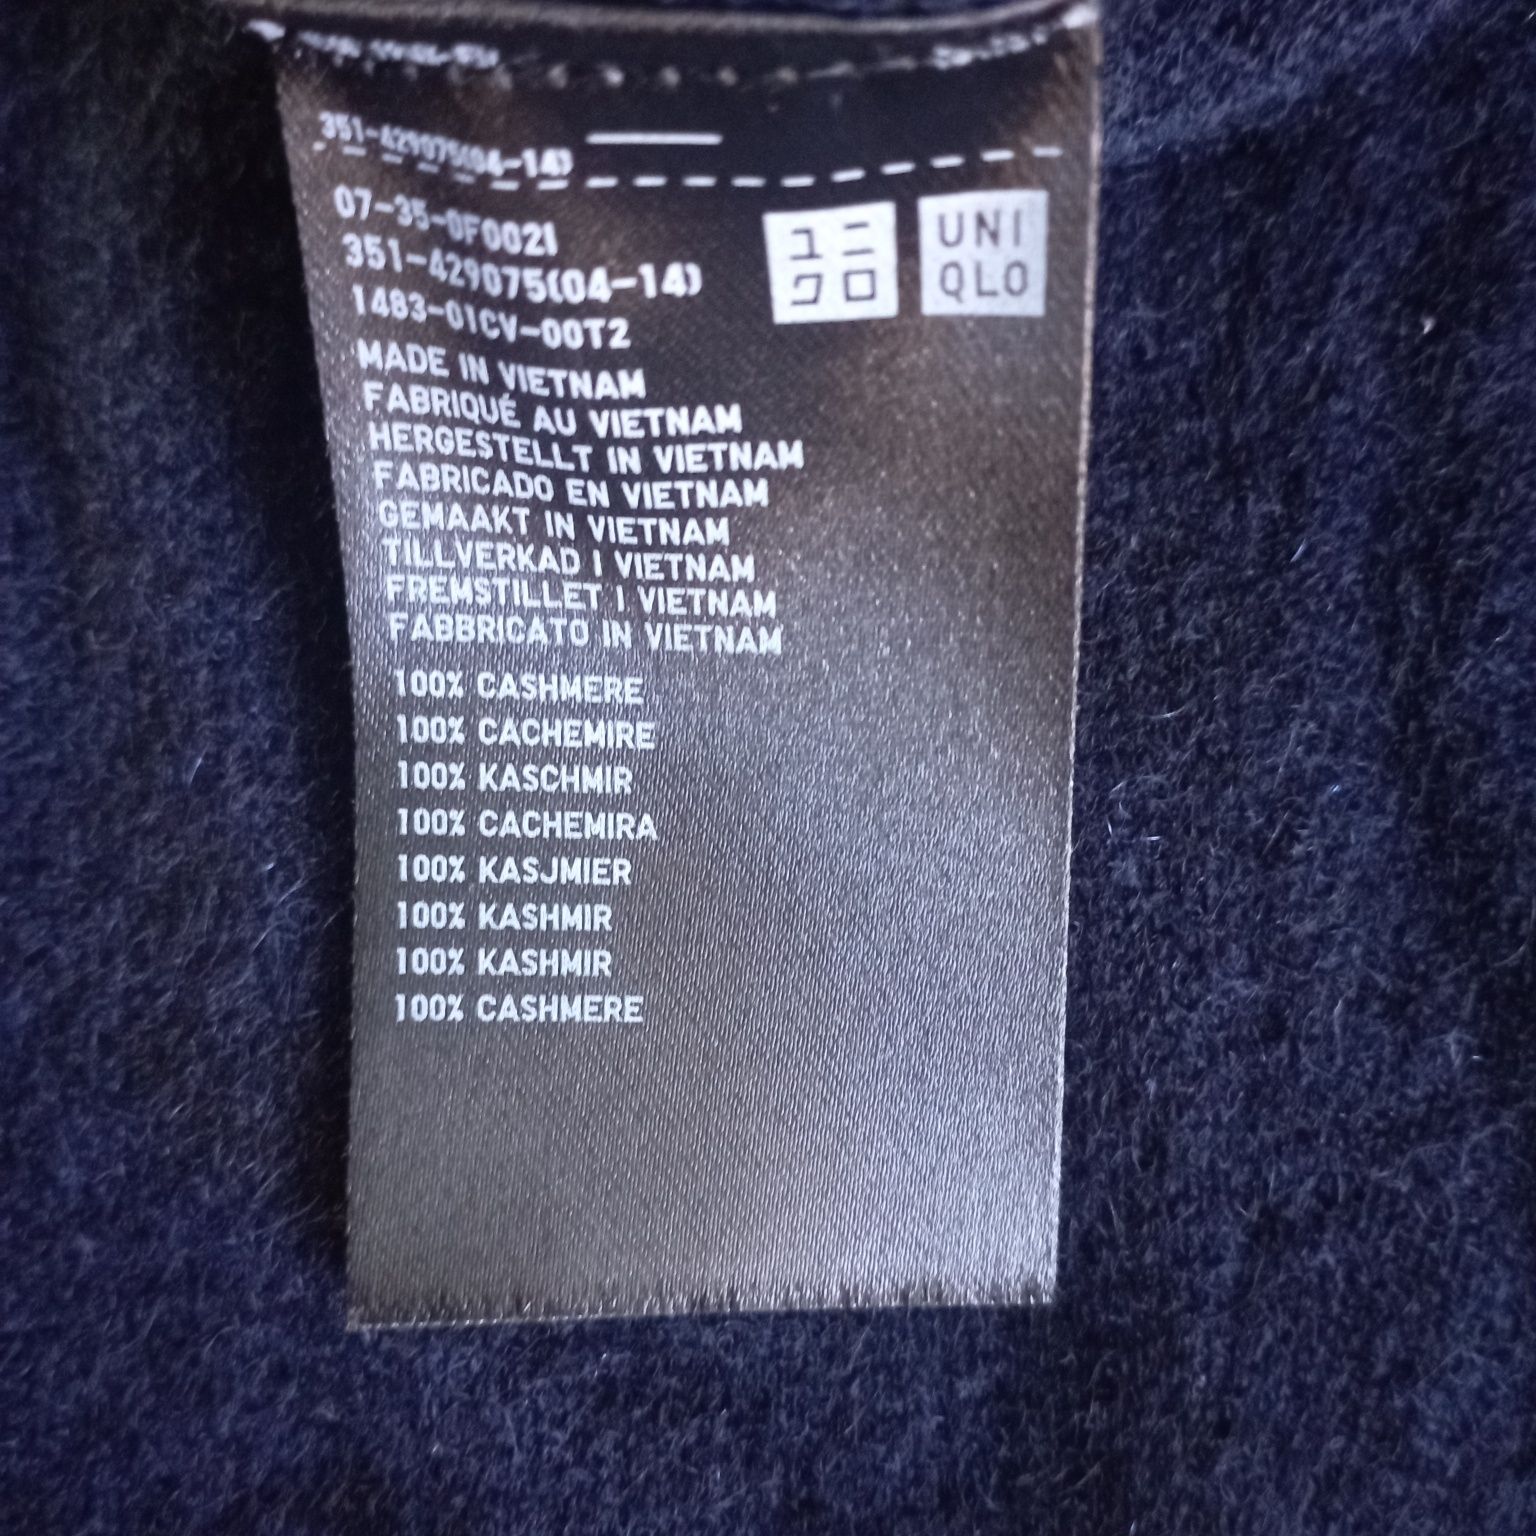 351-429075(04-14)
07-35-0F0021
351-429075(04-14)
1483-01CV-00T2
ユニ
クロ
UNI
QLO
MADE IN VIETNAM
FABRIQUÉ AU VIETNAM
HERGESTELLT IN VIETNAM
FABRICADO EN VIETNAM
GEMAAKT IN VIETNAM
TILLVERKAD I VIETNAM
FREMSTILLET I VIETNAM
FABBRICATO IN VIETNAM
100% CASHMERE
100% CACHEMIRE
100% KASCHMIR
100% CACHEMIRA
100% KASJMIER
100% KASHMIR
100% KASHMIR
100% CASHMERE